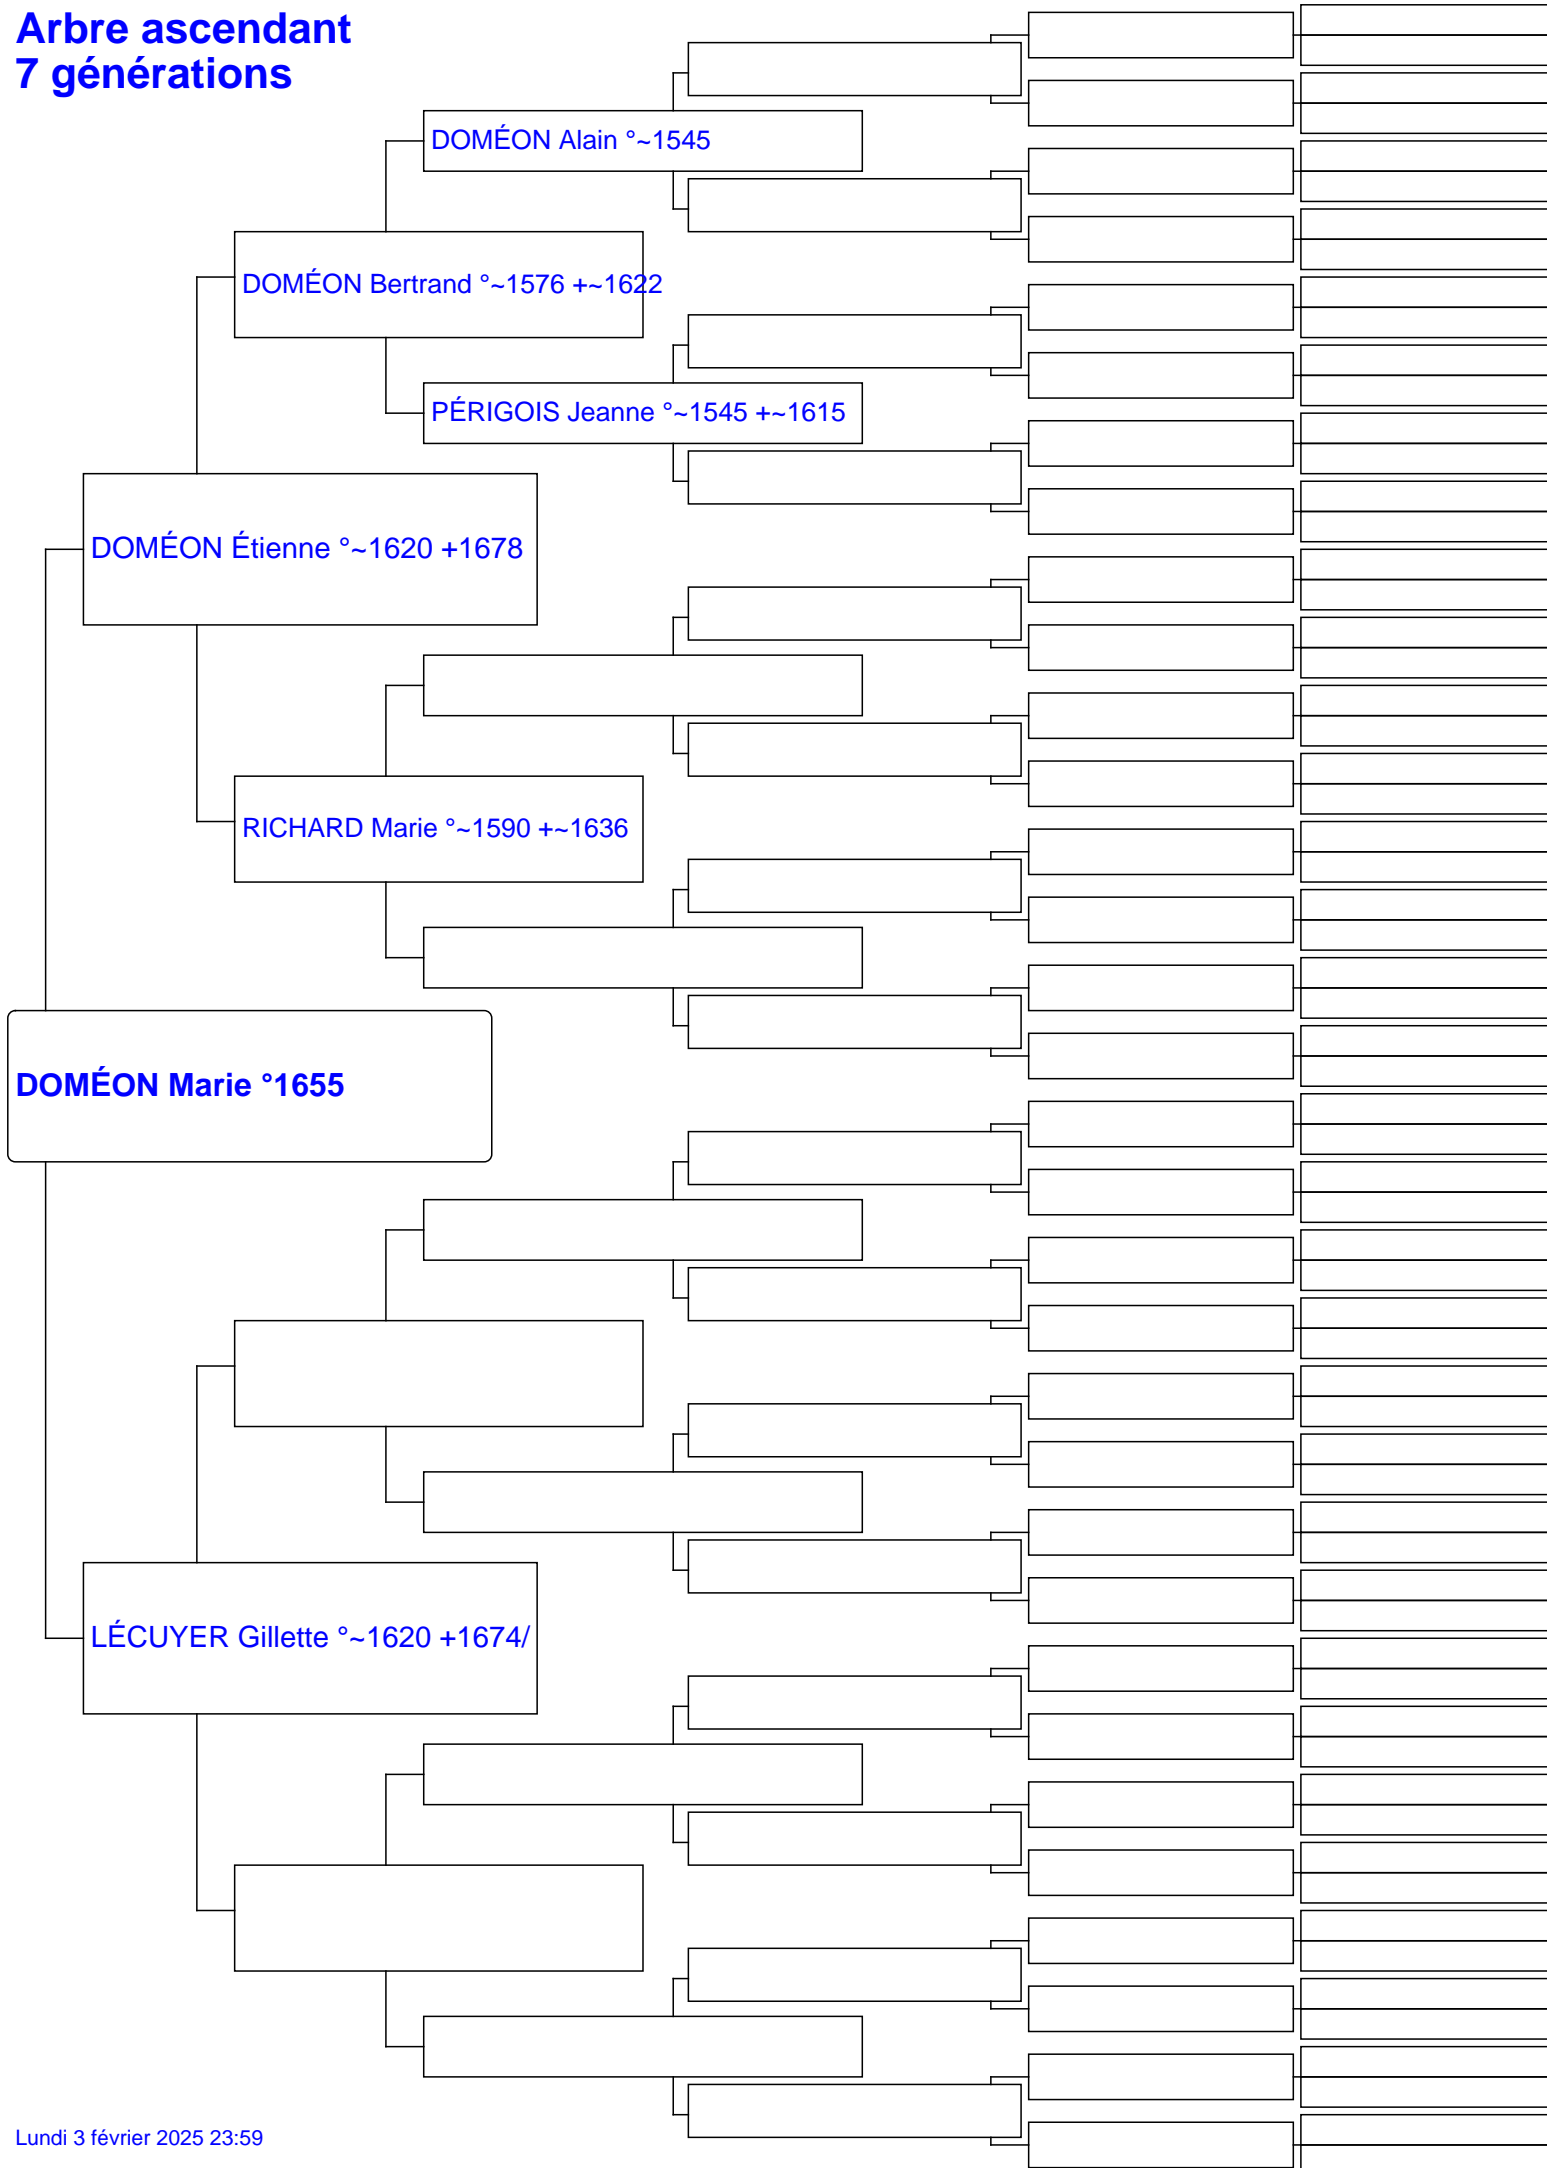 Arbre ascendant
7 générations
DOMÉON Alain °~1545
DOMÉON Bertrand °~1576 +~1622
PÉRIGOIS Jeanne °~1545 +~1615
DOMÉON Étienne °~1620 +1678
RICHARD Marie °~1590 +~1636
DOMÉON Marie °1655
LÉCUYER Gillette °~1620 +1674/
Lundi 3 février 2025 23:59